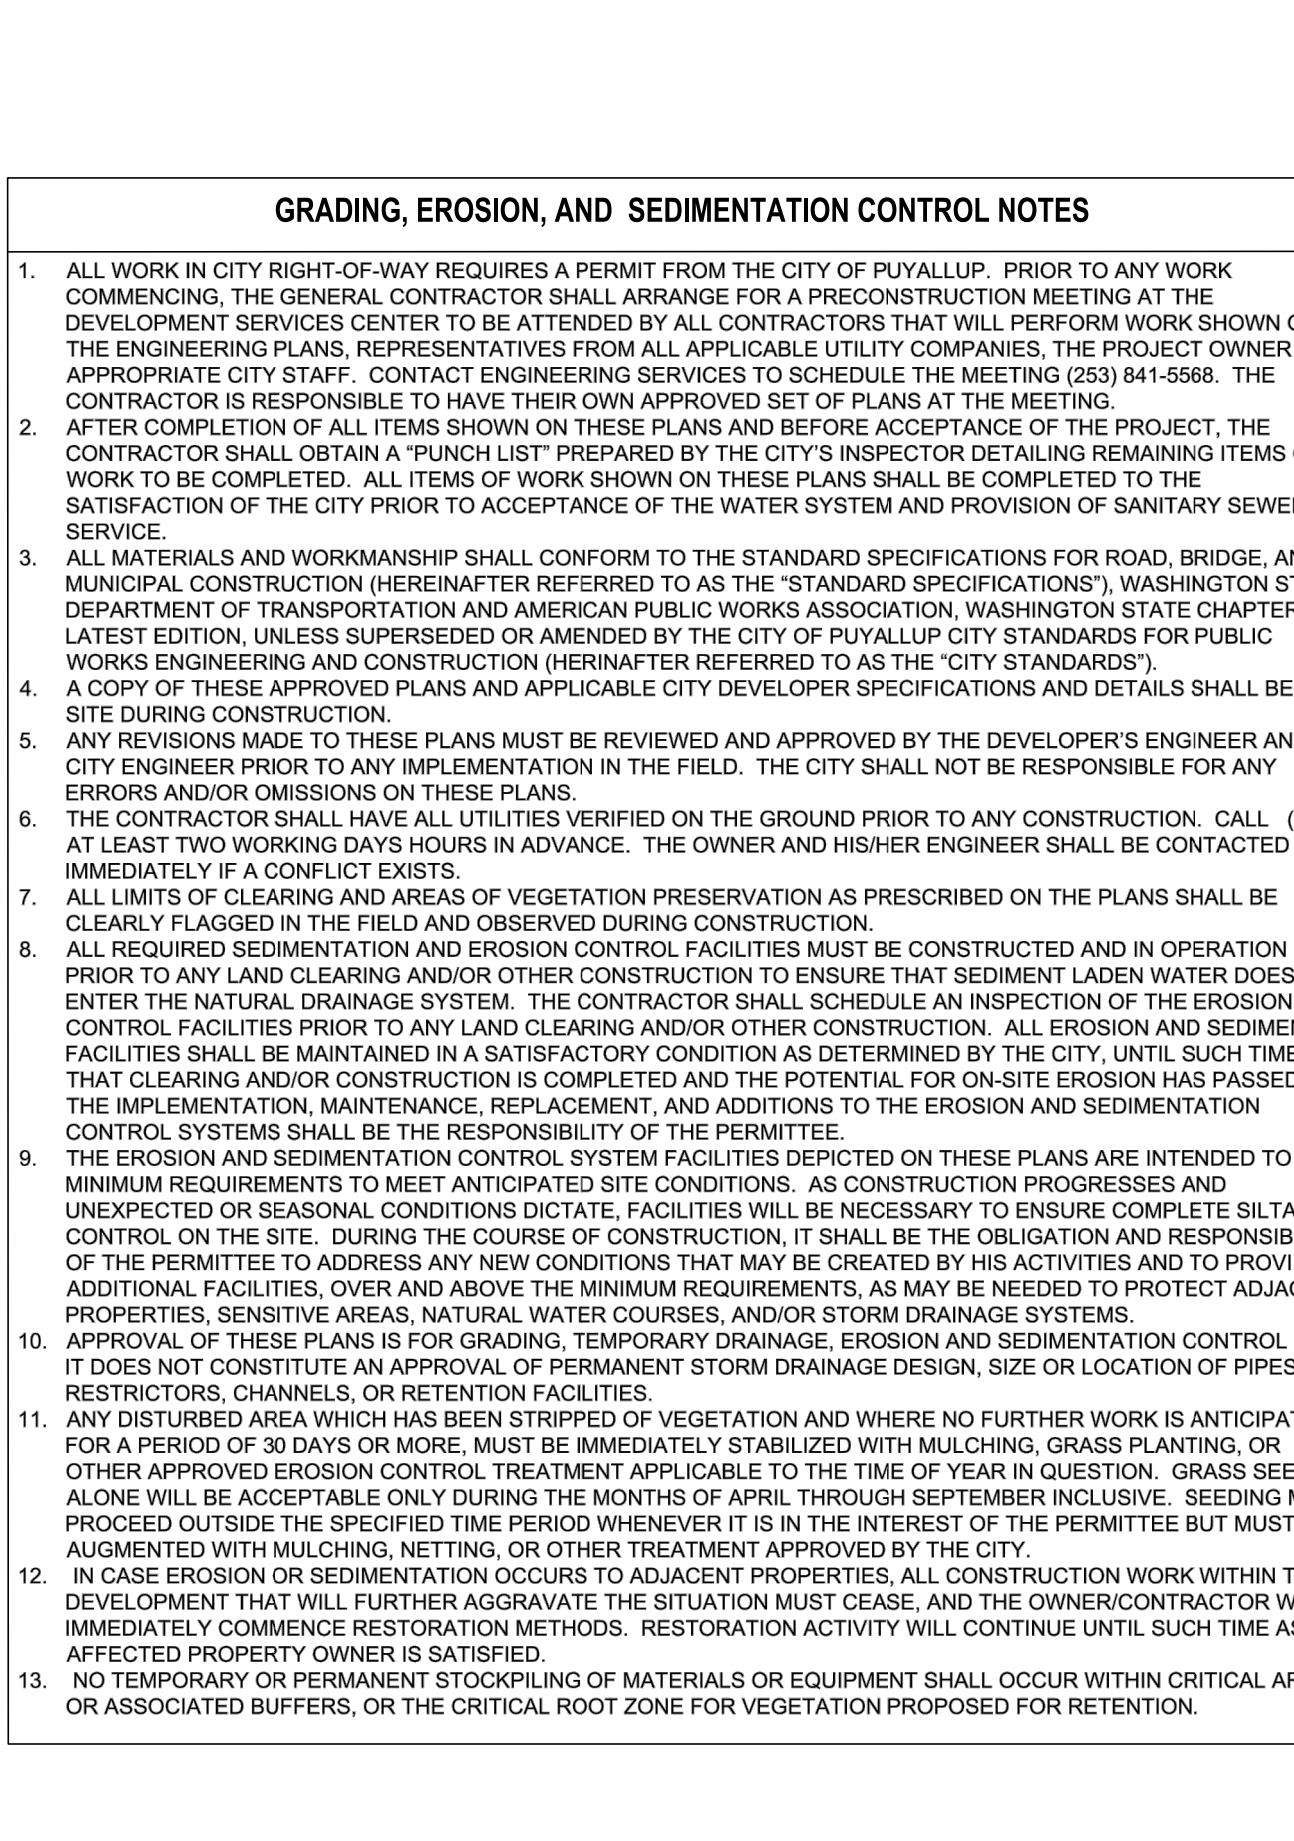 GRADING, EROSION, AND SEDIMENTATION CONTROL NOTES
1. ALL WORK IN CITY RIGHT-OF-WAY REQUIRES A PERMIT FROM THE CITY OF PUYALLUP. PRIOR TO ANY WORK
COMMENCING, THE GENERAL CONTRACTOR SHALL ARRANGE FOR A PRECONSTRUCTION MEETING AT THE
DEVELOPMENT SERVICES CENTER TO BE ATTENDED BY ALL CONTRACTORS THAT WILL PERFORM WORK SHOWN
THE ENGINEERING PLANS, REPRESENTATIVES FROM ALL APPLICABLE UTILITY COMPANIES, THE PROJECT OWNER
APPROPRIATE CITY STAFF. CONTACT ENGINEERING SERVICES TO SCHEDULE THE MEETING (253) 841-5568. THE
CONTRACTOR IS RESPONSIBLE TO HAVE THEIR OWN APPROVED SET OF PLANS AT THE MEETING.
2. AFTER COMPLETION OF ALL ITEMS SHOWN ON THESE PLANS AND BEFORE ACCEPTANCE OF THE PROJECT, THE
CONTRACTOR SHALL OBTAIN A “PUNCH LIST” PREPARED BY THE CITY’S INSPECTOR DETAILING REMAINING ITEMS
WORK TO BE COMPLETED. ALL ITEMS OF WORK SHOWN ON THESE PLANS SHALL BE COMPLETED TO THE
SATISFACTION OF THE CITY PRIOR TO ACCEPTANCE OF THE WATER SYSTEM AND PROVISION OF SANITARY SEWE
SERVICE.
3. ALL MATERIALS AND WORKMANSHIP SHALL CONFORM TO THE STANDARD SPECIFICATIONS FOR ROAD, BRIDGE, A
MUNICIPAL CONSTRUCTION (HEREINAFTER REFERRED TO AS THE “STANDARD SPECIFICATIONS”), WASHINGTON ST
DEPARTMENT OF TRANSPORTATION AND AMERICAN PUBLIC WORKS ASSOCIATION, WASHINGTON STATE CHAPTER
LATEST EDITION, UNLESS SUPERSEDED OR AMENDED BY THE CITY OF PUYALLUP CITY STANDARDS FOR PUBLIC
WORKS ENGINEERING AND CONSTRUCTION (HERINAFTER REFERRED TO AS THE “CITY STANDARDS”).
4. A COPY OF THESE APPROVED PLANS AND APPLICABLE CITY DEVELOPER SPECIFICATIONS AND DETAILS SHALL BE
SITE DURING CONSTRUCTION.
5. ANY REVISIONS MADE TO THESE PLANS MUST BE REVIEWED AND APPROVED BY THE DEVELOPER’S ENGINEER AN
CITY ENGINEER PRIOR TO ANY IMPLEMENTATION IN THE FIELD. THE CITY SHALL NOT BE RESPONSIBLE FOR ANY
ERRORS AND/OR OMISSIONS ON THESE PLANS.
6. THE CONTRACTOR SHALL HAVE ALL UTILITIES VERIFIED ON THE GROUND PRIOR TO ANY CONSTRUCTION. CALL (
AT LEAST TWO WORKING DAYS HOURS IN ADVANCE. THE OWNER AND HIS/HER ENGINEER SHALL BE CONTACTED
IMMEDIATELY IF A CONFLICT EXISTS.
7. ALL LIMITS OF CLEARING AND AREAS OF VEGETATION PRESERVATION AS PRESCRIBED ON THE PLANS SHALL BE
CLEARLY FLAGGED IN THE FIELD AND OBSERVED DURING CONSTRUCTION.
8. ALL REQUIRED SEDIMENTATION AND EROSION CONTROL FACILITIES MUST BE CONSTRUCTED AND IN OPERATION
PRIOR TO ANY LAND CLEARING AND/OR OTHER CONSTRUCTION TO ENSURE THAT SEDIMENT LADEN WATER DOES
ENTER THE NATURAL DRAINAGE SYSTEM. THE CONTRACTOR SHALL SCHEDULE AN INSPECTION OF THE EROSION
CONTROL FACILITIES PRIOR TO ANY LAND CLEARING AND/OR OTHER CONSTRUCTION. ALL EROSION AND SEDIME
FACILITIES SHALL BE MAINTAINED IN A SATISFACTORY CONDITION AS DETERMINED BY THE CITY, UNTIL SUCH TIME
THAT CLEARING AND/OR CONSTRUCTION IS COMPLETED AND THE POTENTIAL FOR ON-SITE EROSION HAS PASSED
THE IMPLEMENTATION, MAINTENANCE, REPLACEMENT, AND ADDITIONS TO THE EROSION AND SEDIMENTATION
CONTROL SYSTEMS SHALL BE THE RESPONSIBILITY OF THE PERMITTEE.
9. THE EROSION AND SEDIMENTATION CONTROL SYSTEM FACILITIES DEPICTED ON THESE PLANS ARE INTENDED TO
MINIMUM REQUIREMENTS TO MEET ANTICIPATED SITE CONDITIONS. AS CONSTRUCTION PROGRESSES AND
UNEXPECTED OR SEASONAL CONDITIONS DICTATE, FACILITIES WILL BE NECESSARY TO ENSURE COMPLETE SILTA
CONTROL ON THE SITE. DURING THE COURSE OF CONSTRUCTION, IT SHALL BE THE OBLIGATION AND RESPONSIB
OF THE PERMITTEE TO ADDRESS ANY NEW CONDITIONS THAT MAY BE CREATED BY HIS ACTIVITIES AND TO PROVI
ADDITIONAL FACILITIES, OVER AND ABOVE THE MINIMUM REQUIREMENTS, AS MAY BE NEEDED TO PROTECT ADJAC
PROPERTIES, SENSITIVE AREAS, NATURAL WATER COURSES, AND/OR STORM DRAINAGE SYSTEMS.
10. APPROVAL OF THESE PLANS IS FOR GRADING, TEMPORARY DRAINAGE, EROSION AND SEDIMENTATION CONTROL
IT DOES NOT CONSTITUTE AN APPROVAL OF PERMANENT STORM DRAINAGE DESIGN, SIZE OR LOCATION OF PIPES
RESTRICTORS, CHANNELS, OR RETENTION FACILITIES.
11. ANY DISTURBED AREA WHICH HAS BEEN STRIPPED OF VEGETATION AND WHERE NO FURTHER WORK IS ANTICIPAT
FOR A PERIOD OF 30 DAYS OR MORE, MUST BE IMMEDIATELY STABILIZED WITH MULCHING, GRASS PLANTING, OR
OTHER APPROVED EROSION CONTROL TREATMENT APPLICABLE TO THE TIME OF YEAR IN QUESTION. GRASS SEE
ALONE WILL BE ACCEPTABLE ONLY DURING THE MONTHS OF APRIL THROUGH SEPTEMBER INCLUSIVE. SEEDING M
PROCEED OUTSIDE THE SPECIFIED TIME PERIOD WHENEVER IT IS IN THE INTEREST OF THE PERMITTEE BUT MUST
AUGMENTED WITH MULCHING, NETTING, OR OTHER TREATMENT APPROVED BY THE CITY.
12. IN CASE EROSION OR SEDIMENTATION OCCURS TO ADJACENT PROPERTIES, ALL CONSTRUCTION WORK WITHIN T
DEVELOPMENT THAT WILL FURTHER AGGRAVATE THE SITUATION MUST CEASE, AND THE OWNER/CONTRACTOR W
IMMEDIATELY COMMENCE RESTORATION METHODS. RESTORATION ACTIVITY WILL CONTINUE UNTIL SUCH TIME AS
AFFECTED PROPERTY OWNER IS SATISFIED.
13. NO TEMPORARY OR PERMANENT STOCKPILING OF MATERIALS OR EQUIPMENT SHALL OCCUR WITHIN CRITICAL AR
OR ASSOCIATED BUFFERS, OR THE CRITICAL ROOT ZONE FOR VEGETATION PROPOSED FOR RETENTION.